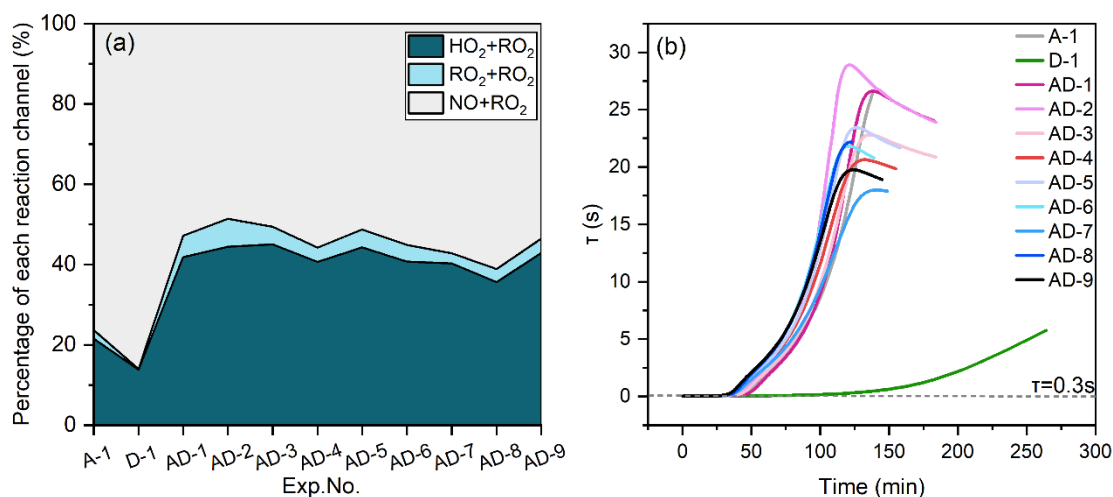 (a)
HO₂+RO₂
RO₂+RO₂
NO+RO₂
Percentage of each reaction channel (%)
100
80
60
40
20
0
A-1 D-1 AD-1 AD-2 AD-3 AD-4 AD-5 AD-6 AD-7 AD-8 AD-9
Exp.No.
(b)
A-1
D-1
AD-1
AD-2
AD-3
AD-4
AD-5
AD-6
AD-7
AD-8
AD-9
τ (s)
30
25
20
15
10
5
0
τ=0.3s
0 50 100 150 200 250 300
Time (min)